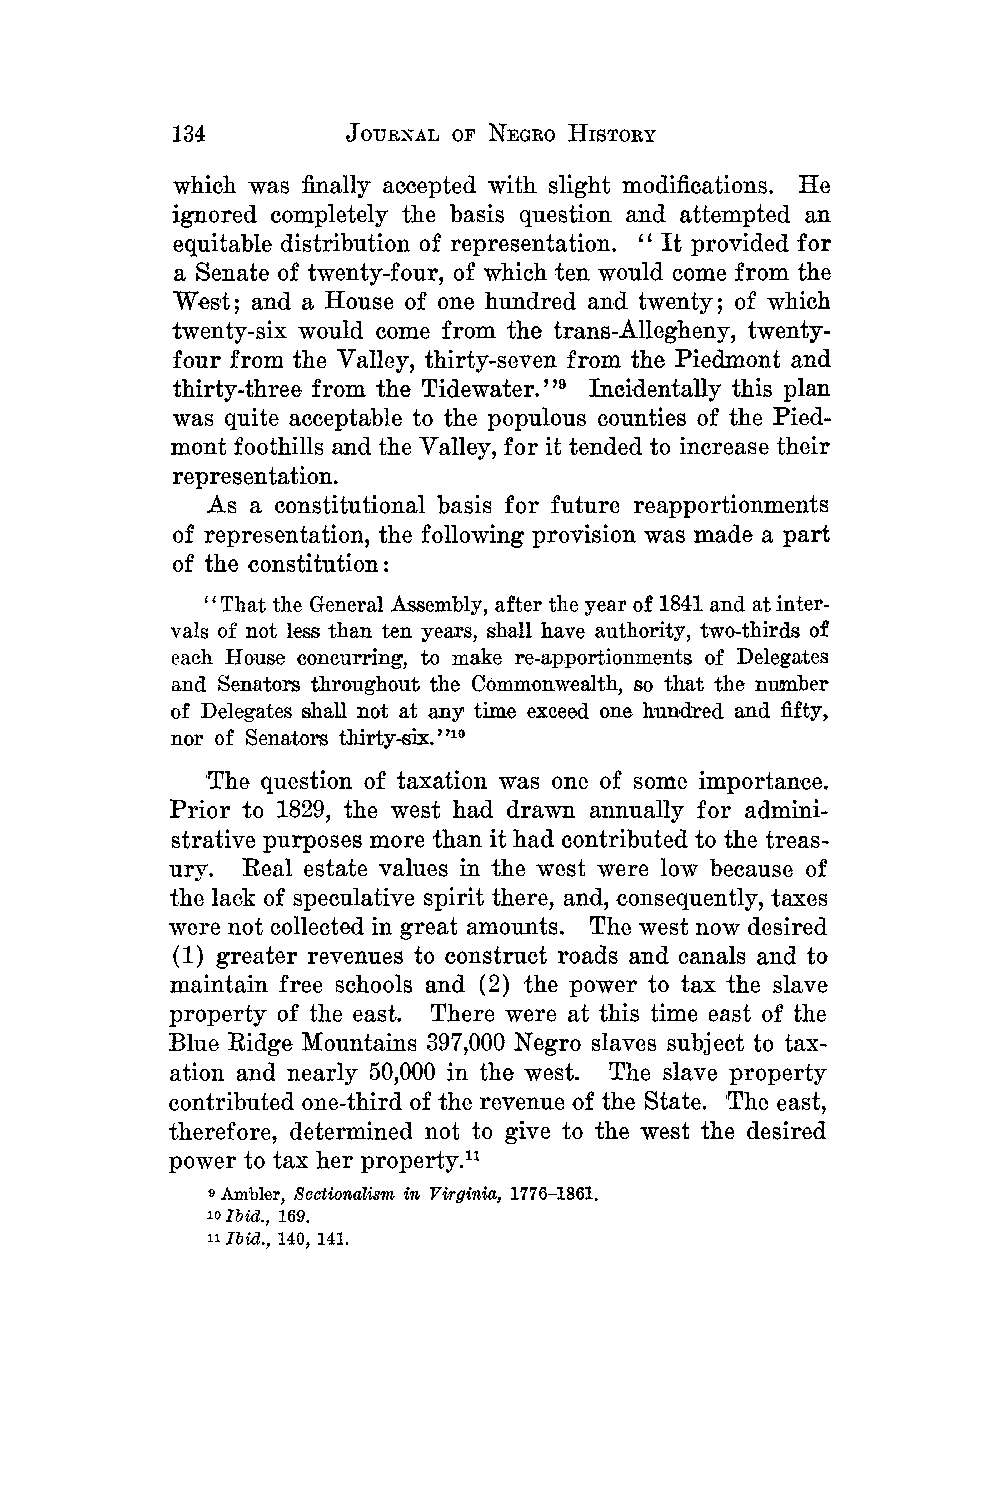 134 JOURNAL OF NEGRO HISTORY
which was finally accepted with slight modifications. He
ignored completely the basis question and attempted an
equitable distribution of representation. “ It provided for
a Senate of twenty-four, of which ten would come from the
West; and a House of one hundred and twenty; of which
twenty-six would come from the trans-Allegheny, twenty-
four from the Valley, thirty-seven from the Piedmont and
thirty-three from the Tidewater.”⁹ Incidentally this plan
was quite acceptable to the populous counties of the Pied-
mont foothills and the Valley, for it tended to increase their
representation.
As a constitutional basis for future reapportionments
of representation, the following provision was made a part
of the constitution:
“That the General Assembly, after the year of 1841 and at inter-
vals of not less than ten years, shall have authority, two-thirds of
each House concurring, to make re-apportionments of Delegates
and Senators throughout the Commonwealth, so that the number
of Delegates shall not at any time exceed one hundred and fifty,
nor of Senators thirty-six.”¹⁰
The question of taxation was one of some importance.
Prior to 1829, the west had drawn annually for admini-
strative purposes more than it had contributed to the treas-
ury. Real estate values in the west were low because of
the lack of speculative spirit there, and, consequently, taxes
were not collected in great amounts. The west now desired
(1) greater revenues to construct roads and canals and to
maintain free schools and (2) the power to tax the slave
property of the east. There were at this time east of the
Blue Ridge Mountains 397,000 Negro slaves subject to tax-
ation and nearly 50,000 in the west. The slave property
contributed one-third of the revenue of the State. The east,
therefore, determined not to give to the west the desired
power to tax her property.¹¹
⁹ Ambler, Sectionalism in Virginia, 1776–1861.
¹⁰ Ibid., 169.
¹¹ Ibid., 140, 141.